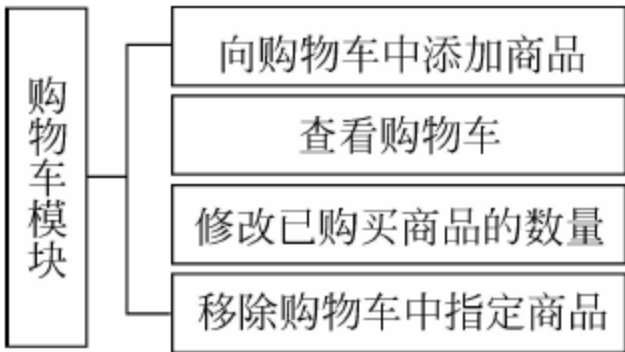 购物车模块
向购物车中添加商品
查看购物车
修改已购买商品的数量
移除购物车中指定商品